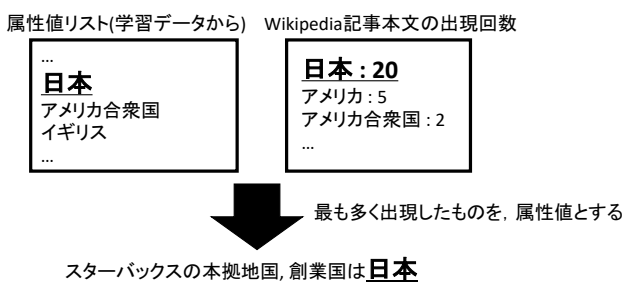 属性値リスト(学習データから)
Wikipedia記事本文の出現回数
...
日本
アメリカ合衆国
イギリス
...
日本 : 20
アメリカ : 5
アメリカ合衆国 : 2
...
最も多く出現したものを, 属性値とする
スターバックスの本拠地国, 創業国は日本